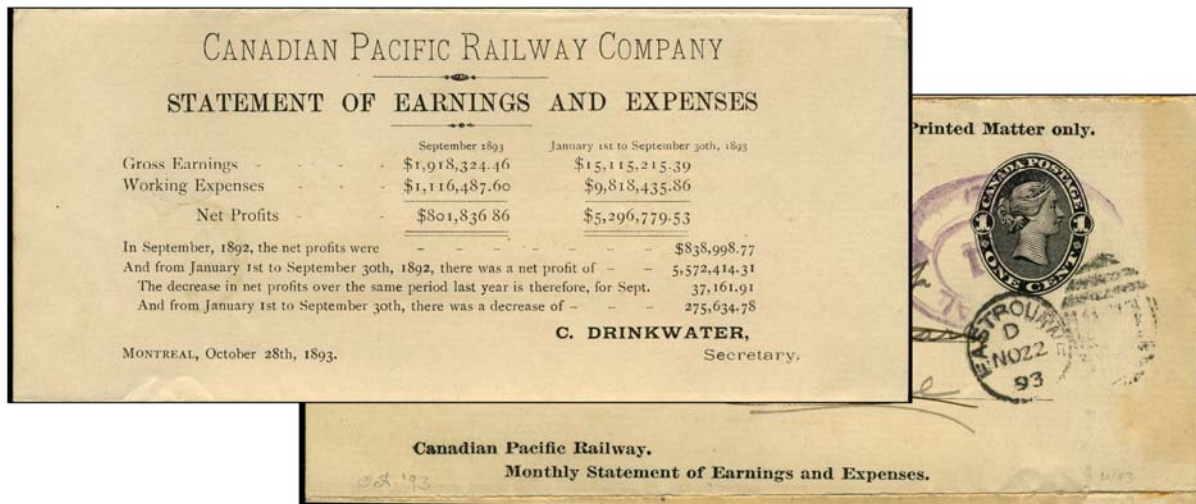 CANADIAN PACIFIC RAILWAY COMPANY
STATEMENT OF EARNINGS AND EXPENSES
September 1893 January 1st to September 30th, 1893
Gross Earnings - - - $1,918,324.46 $15,115,215.39
Working Expenses - - - $1,116,487.60 $9,818,435.86
Net Profits - - $801,836 86 $5,296,779.53
In September, 1892, the net profits were – – – – – – – $838,998.77
And from January 1st to September 30th, 1892, there was a net profit of – – 5,572,414.31
The decrease in net profits over the same period last year is therefore, for Sept. 37,161.91
And from January 1st to September 30th, there was a decrease of – – – 275,634.78
C. DRINKWATER,
Secretary.
MONTREAL, October 28th, 1893.
Printed Matter only.
CANADA POSTAGE
1 1
ONE CENT
EASTBOURNE
D
NO22
93
Canadian Pacific Railway.
Monthly Statement of Earnings and Expenses.
Oct. '93